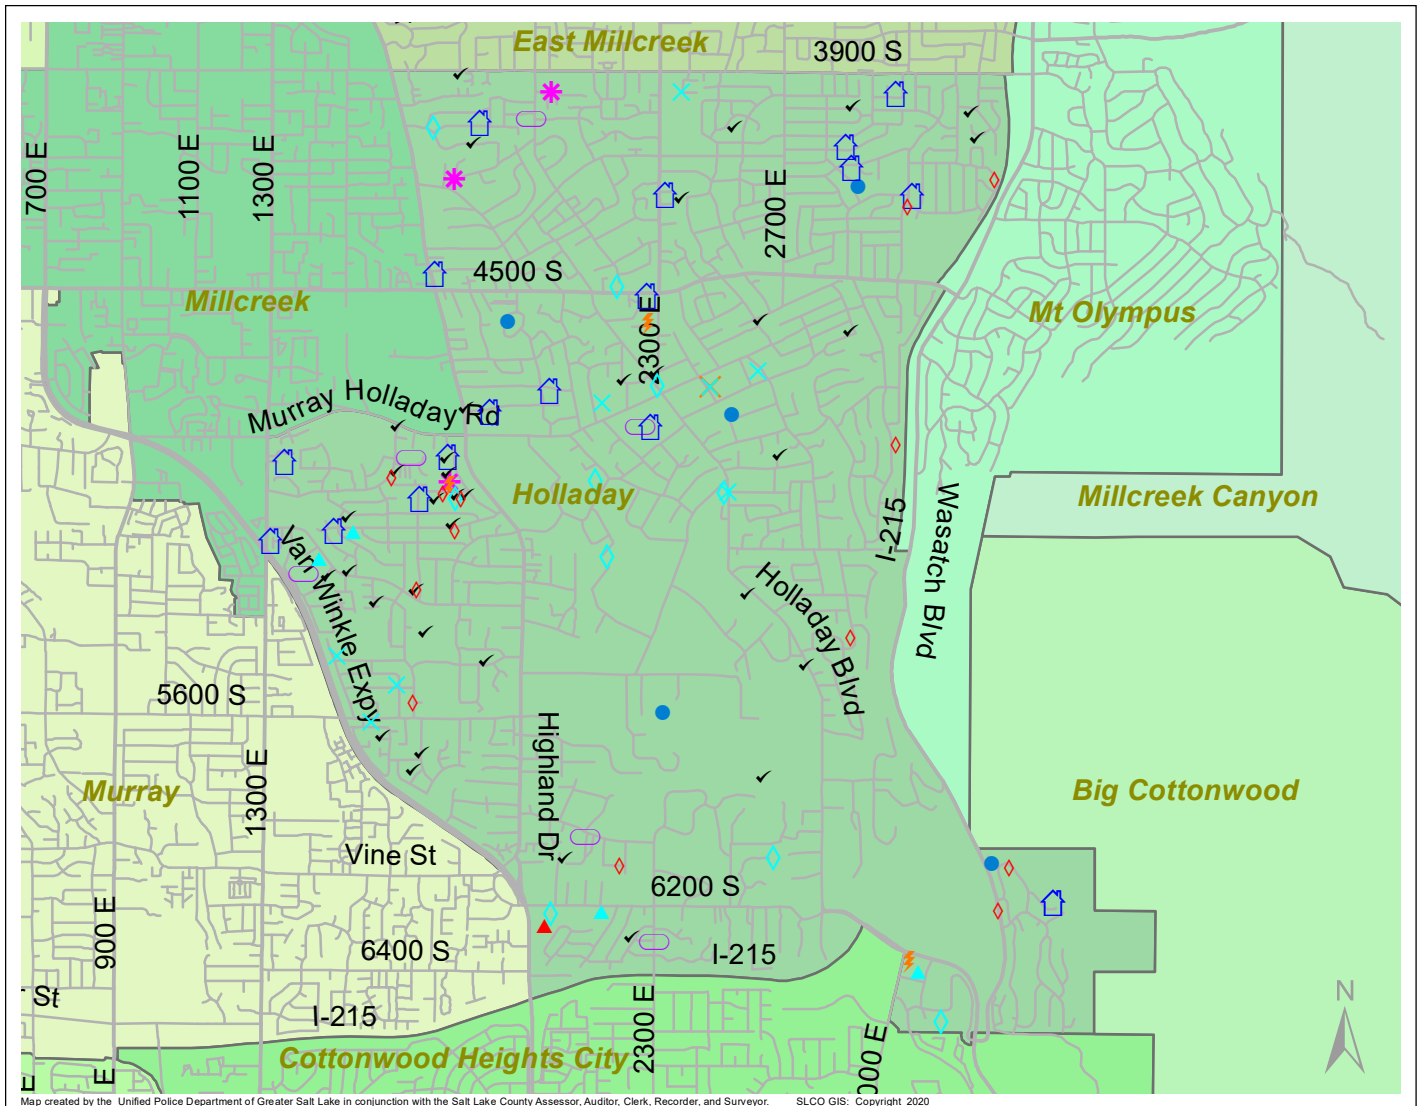 East Millcreek
3900 S
700 E
1100 E
1300 E
2700 E
4500 S
Millcreek
2300 E
Mt Olympus
Murray Holladay Rd
Holladay
Millcreek Canyon
I-215
Wasatch Blvd
Van Winkle Expy
Holladay Blvd
5600 S
Highland Dr
Murray
1300 E
Big Cottonwood
Vine St
6200 S
900 E
6400 S
I-215
St
I-215
N
2300 E
000 E
Cottonwood Heights City
E
E
Map created by the Unified Police Department of Greater Salt Lake in conjunction with the Salt Lake County Assessor, Auditor, Clerk, Recorder, and Surveyor. SLCO GIS: Copyright 2020